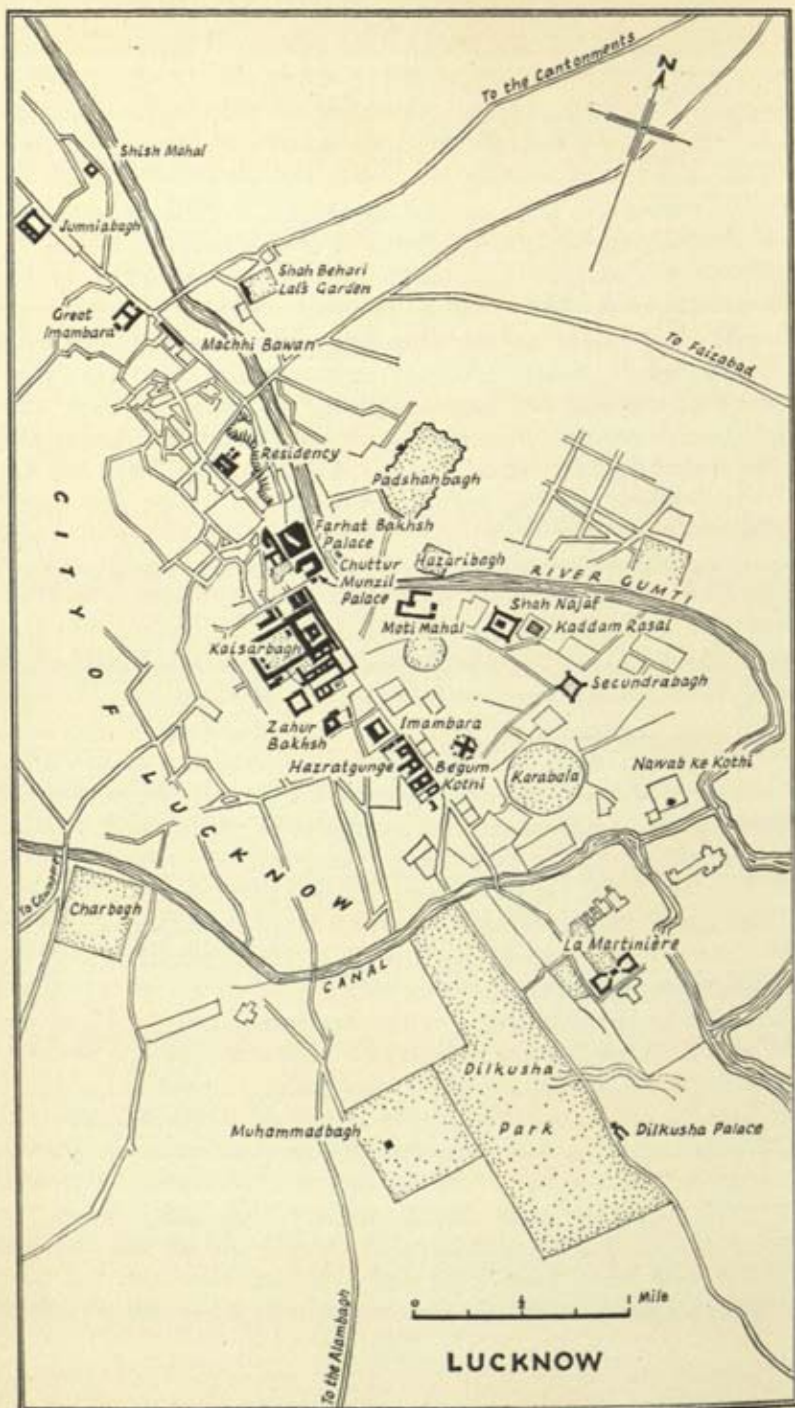 To the Cantonments
N
Shish Mahal
Jumniabagh
Shah Behari
Lal's Garden
Great
Imambara
Machhi Bawan
To Faizabad
Residency
Padshahbagh
CITY OF LUCKNOW
Farhat Bakhsh
Palace
Chuttur
Munzil
Palace
Hazaribagh
RIVER GUMTI
Moti Mahal
Shah Najaf
Kaddam Rasal
Kaisarbagh
Secundrabagh
Zahur
Bakhsh
Imambara
Hazratgunge
Begum
Kothi
Karabala
Nawab ke Kothi
Charbagh
La Martinière
CANAL
Dilkusha
Park
Muhammadbagh
Dilkusha Palace
To the Alambagh
0 ½ 1 Mile
LUCKNOW